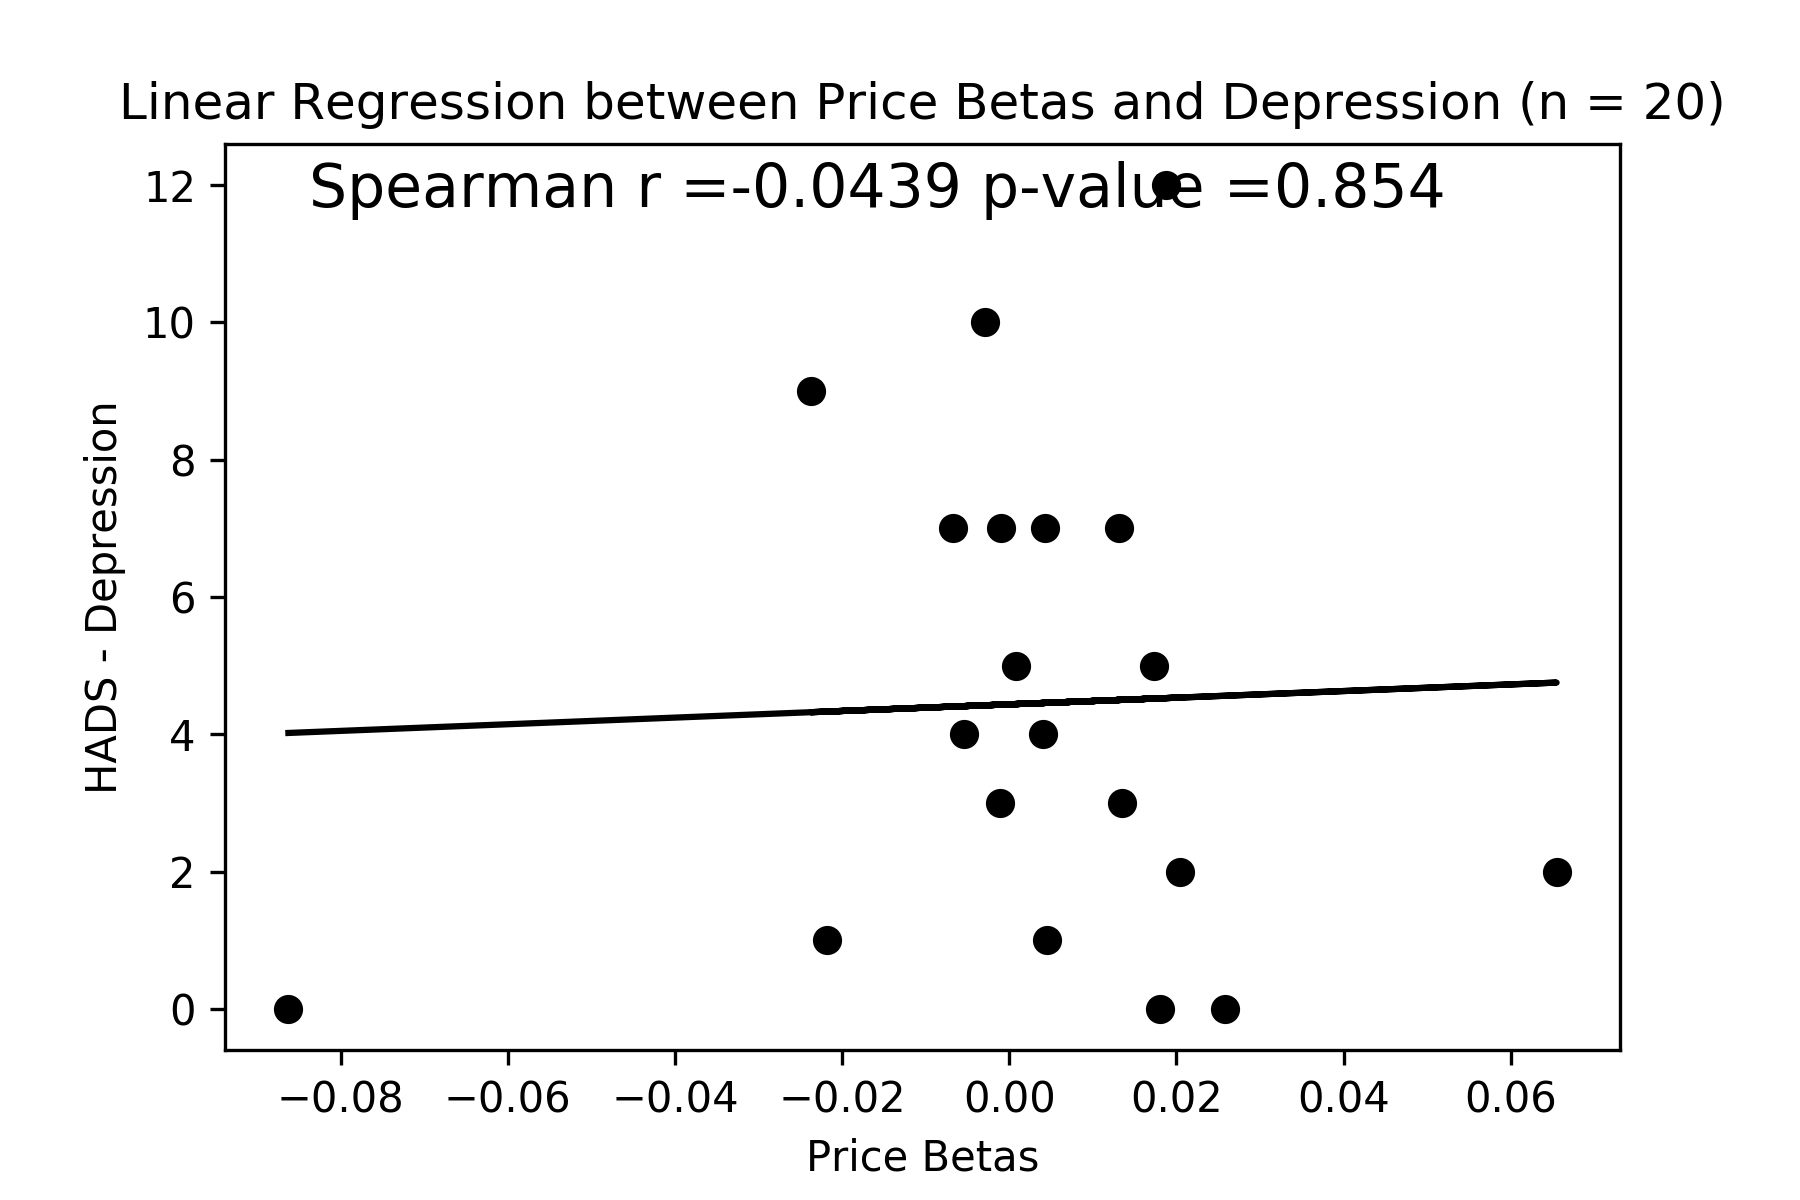 Linear Regression between Price Betas and Depression (n = 20)
Spearman r =-0.0439 p-value =0.854
12
10
8
6
4
2
0
HADS - Depression
−0.08 −0.06 −0.04 −0.02 0.00 0.02 0.04 0.06
Price Betas